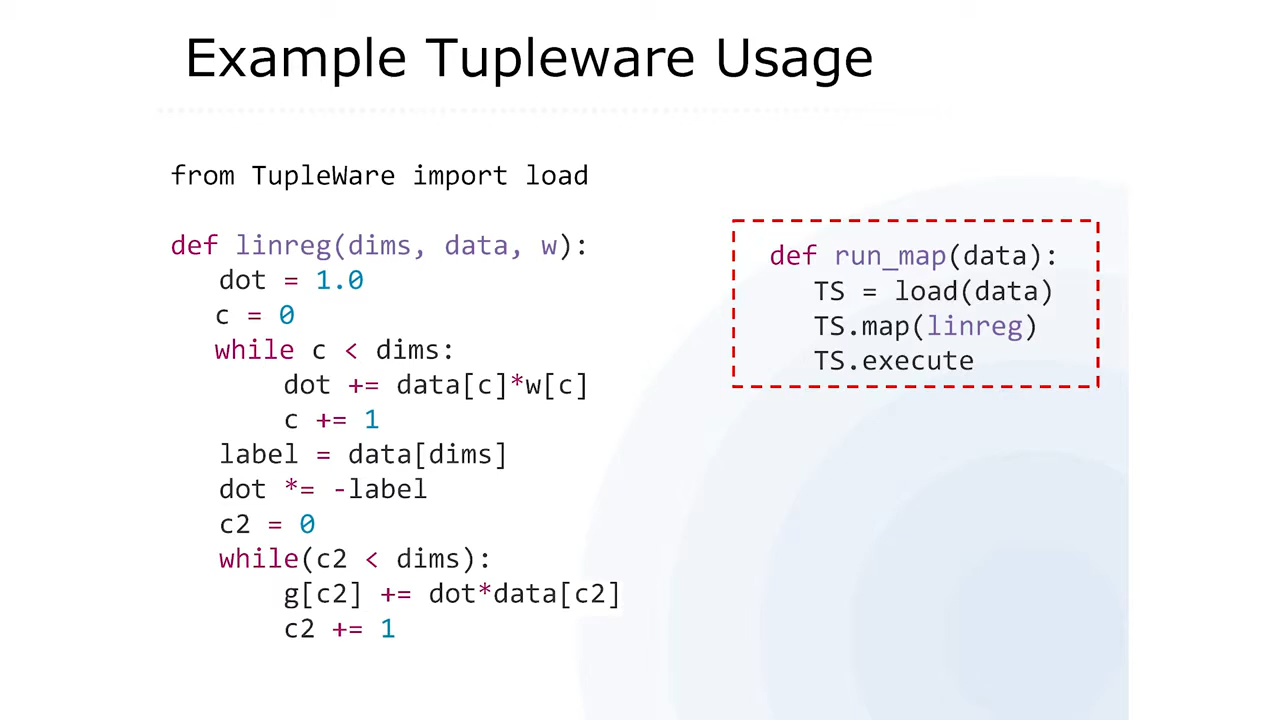 Example Tupleware Usage
from TupleWare import load
def linreg(dims, data, w):
dot = 1.0
c = 0
while c < dims:
dot += data[c]*w[c]
c += 1
label = data[dims]
dot *= -label
c2 = 0
while(c2 < dims):
g[c2] += dot*data[c2]
c2 += 1
def run_map(data):
TS = load(data)
TS.map(linreg)
TS.execute